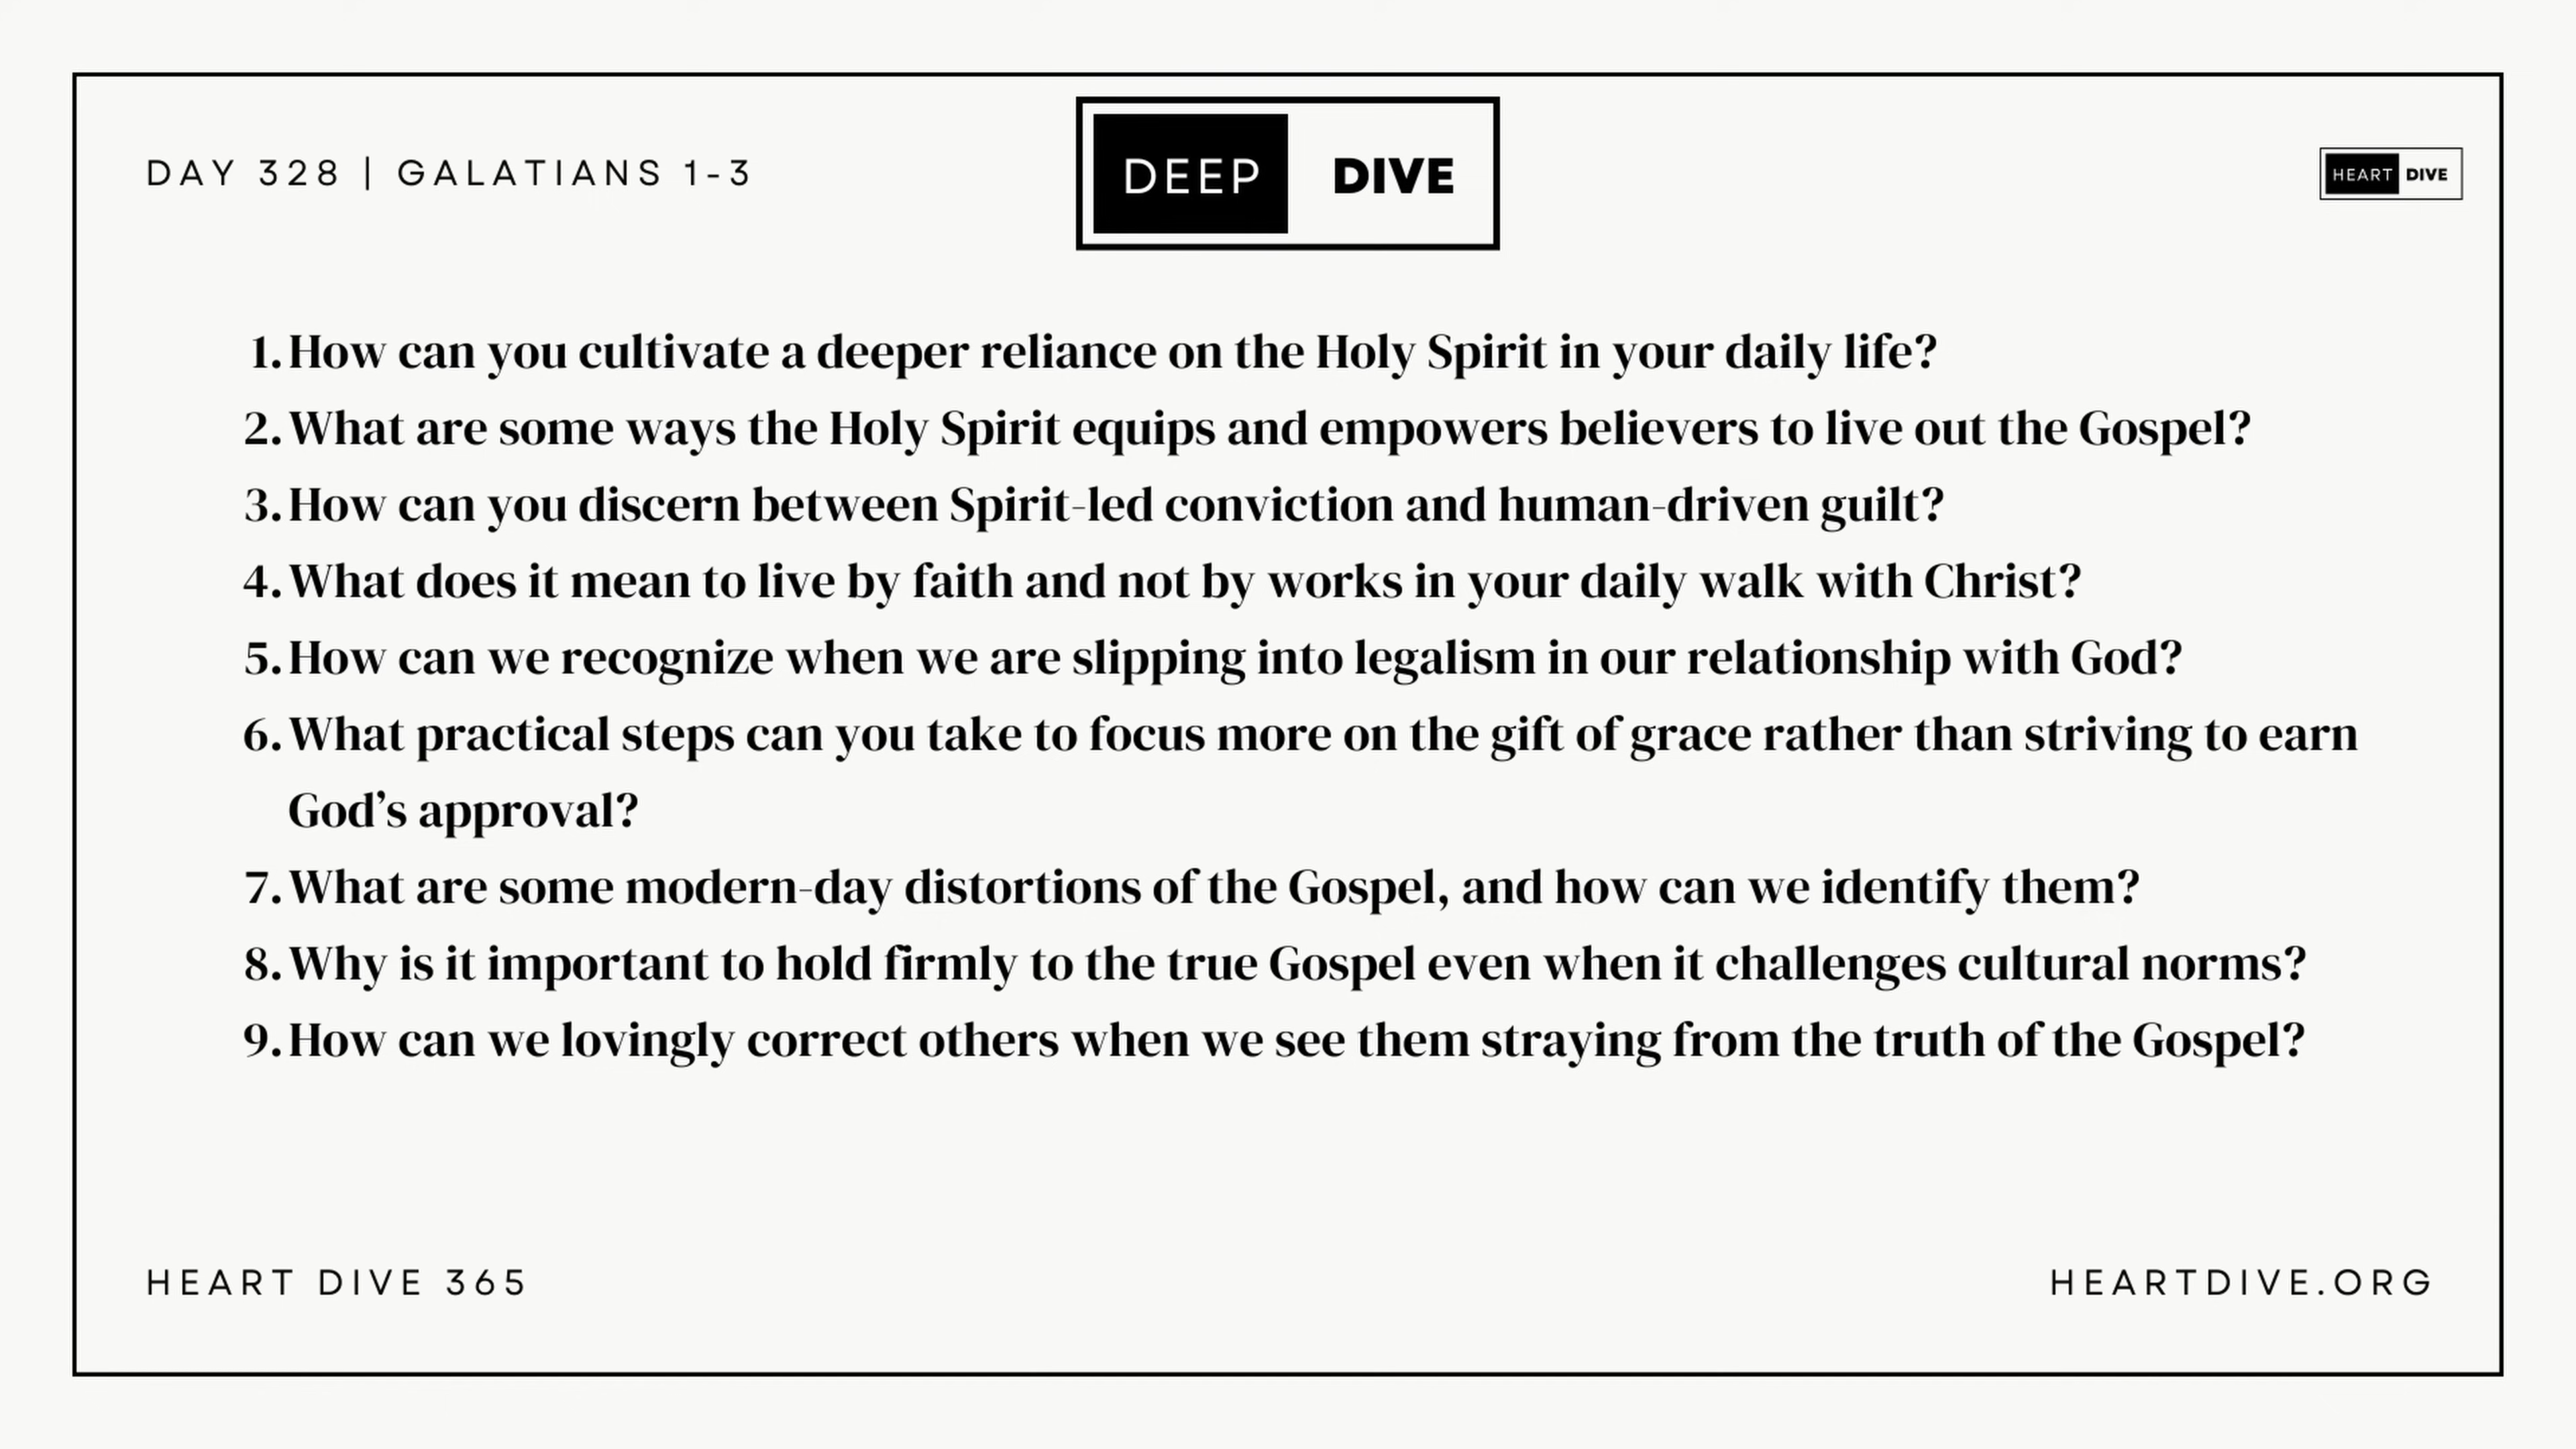 DAY 328 | GALATIANS 1-3
DEEP DIVE
HEART DIVE
1. How can you cultivate a deeper reliance on the Holy Spirit in your daily life?
2. What are some ways the Holy Spirit equips and empowers believers to live out the Gospel?
3. How can you discern between Spirit-led conviction and human-driven guilt?
4. What does it mean to live by faith and not by works in your daily walk with Christ?
5. How can we recognize when we are slipping into legalism in our relationship with God?
6. What practical steps can you take to focus more on the gift of grace rather than striving to earn
God’s approval?
7. What are some modern-day distortions of the Gospel, and how can we identify them?
8. Why is it important to hold firmly to the true Gospel even when it challenges cultural norms?
9. How can we lovingly correct others when we see them straying from the truth of the Gospel?
HEART DIVE 365
HEARTDIVE.ORG